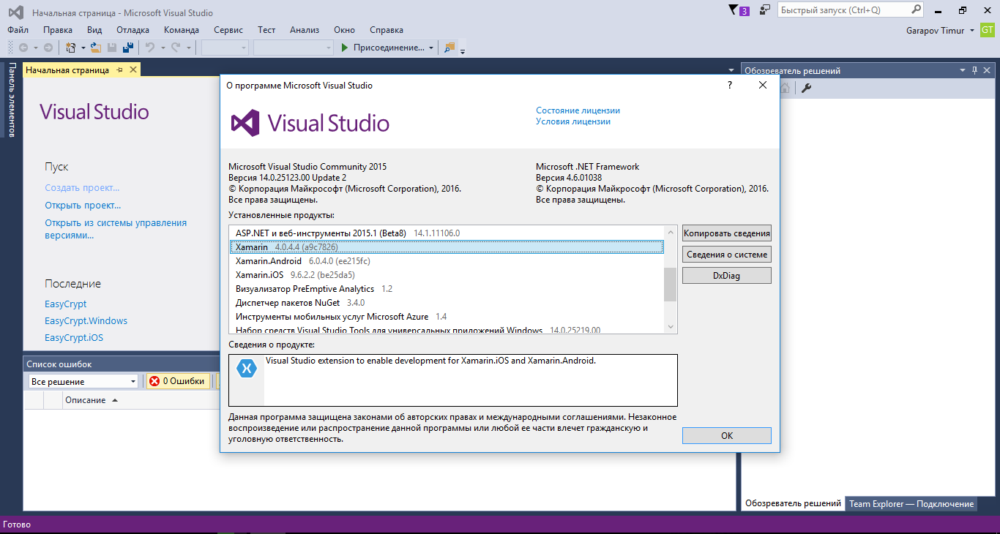 Начальная страница - Microsoft Visual Studio
3
Быстрый запуск (Ctrl+Q)
Файл Правка Вид Отладка Команда Сервис Тест Анализ Окно Справка
Garapov Timur
GT
Присоединение...
Панель элементов
Начальная страница
Visual Studio
Пуск
Создать проект...
Открыть проект...
Открыть из системы управления
версиями...
Последние
EasyCrypt
EasyCrypt.Windows
EasyCrypt.iOS
О программе Microsoft Visual Studio
?
Visual Studio
Состояние лицензии
Условия лицензии
Microsoft Visual Studio Community 2015
Версия 14.0.25123.00 Update 2
© Корпорация Майкрософт (Microsoft Corporation), 2016.
Все права защищены.
Microsoft .NET Framework
Версия 4.6.01038
© Корпорация Майкрософт (Microsoft Corporation), 2016.
Все права защищены.
Установленные продукты:
ASP.NET и веб-инструменты 2015.1 (Beta8) 14.1.11106.0
Xamarin 4.0.4.4 (a9c7826)
Xamarin.Android 6.0.4.0 (ee215fc)
Xamarin.iOS 9.6.2.2 (be25da5)
Визуализатор PreEmptive Analytics 1.2
Диспетчер пакетов NuGet 3.4.0
Инструменты мобильных услуг Microsoft Azure 1.4
Набор средств Visual Studio Tools для универсальных приложений Windows 14.0.25219.00
Копировать сведения
Сведения о системе
DxDiag
Сведения о продукте:
Visual Studio extension to enable development for Xamarin.iOS and Xamarin.Android.
Данная программа защищена законами об авторских правах и международными соглашениями. Незаконное
воспроизведение или распространение данной программы или любой ее части влечет гражданскую и
уголовную ответственность.
OK
Обозреватель решений
Список ошибок
Все решение
0 Ошибки
Описание
Обозреватель решений
Team Explorer — Подключение
Готово